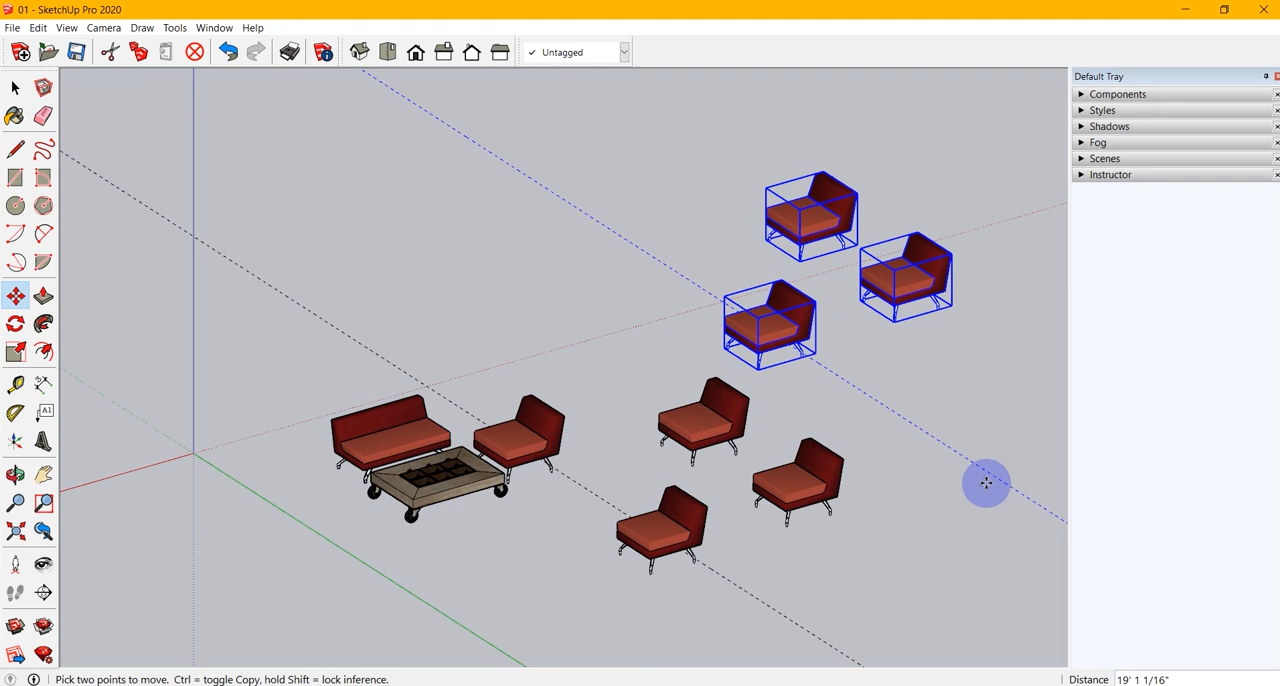 01 - SketchUp Pro 2020
File Edit View Camera Draw Tools Window Help
Untagged
Default Tray
Components
Styles
Shadows
Fog
Scenes
Instructor
A1
Pick two points to move. Ctrl = toggle Copy, hold Shift = lock inference.
Distance 19' 1 1/16"